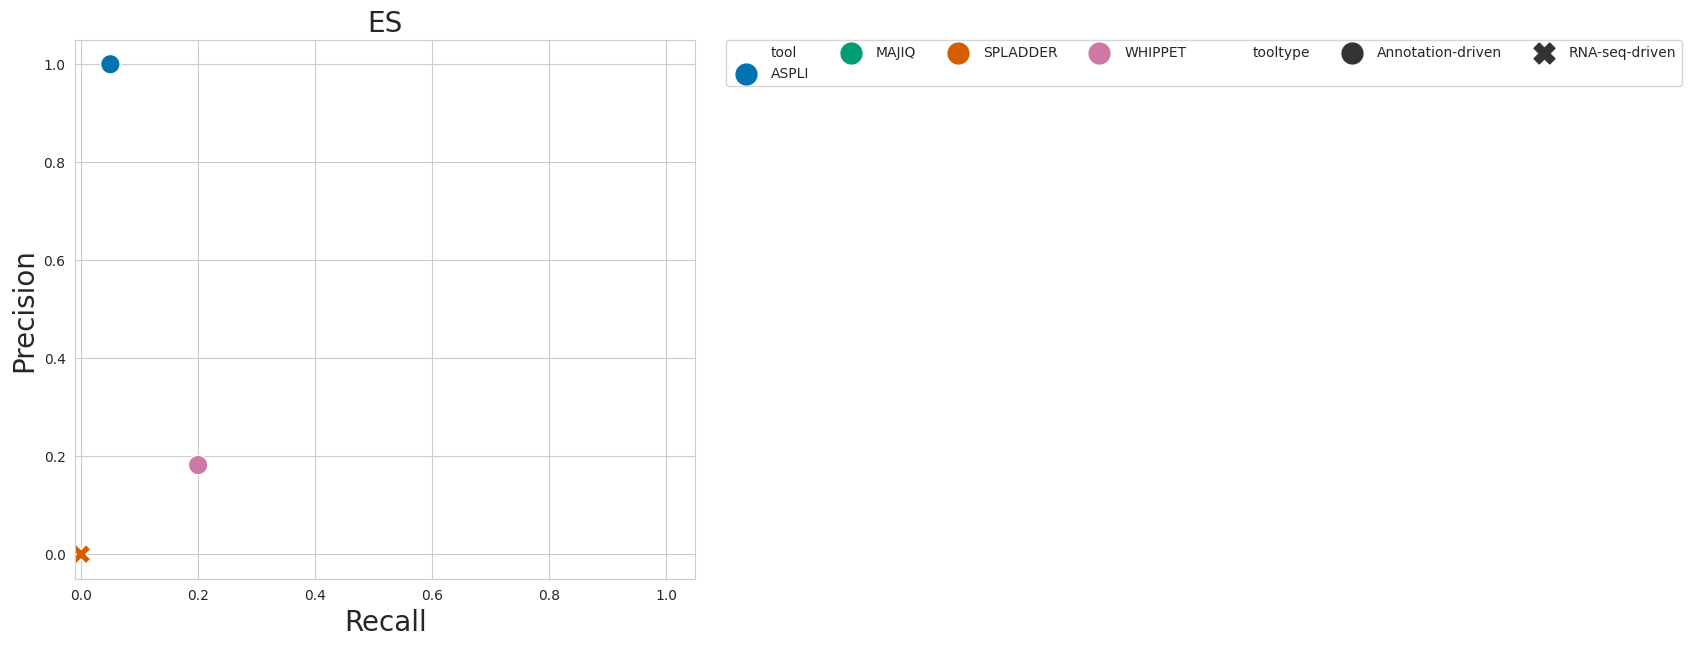 ES
tool MAJIQ SPLADDER WHIPPET tooltype Annotation-driven RNA-seq-driven
ASPLI
1.0
0.8
0.6
0.4
0.2
0.0
Precision
0.0 0.2 0.4 0.6 0.8 1.0
Recall